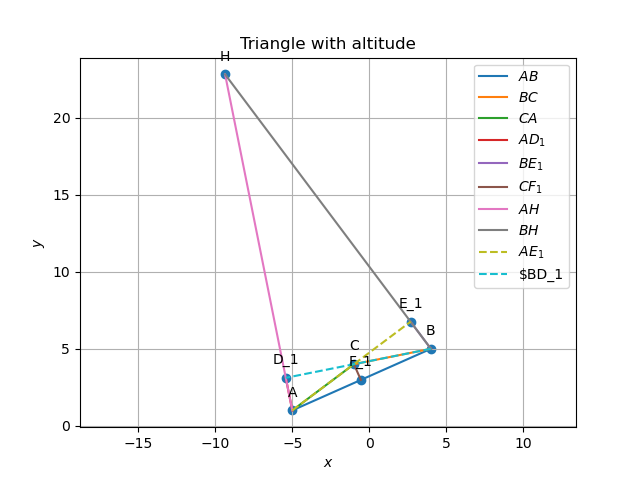 Triangle with altitude
H
E_1
B
C
F_1
D_1
A
AB
BC
CA
AD₁
BE₁
CF₁
AH
BH
AE₁
$BD_1
20
15
10
5
0
y
−15
−10
−5
0
5
10
x